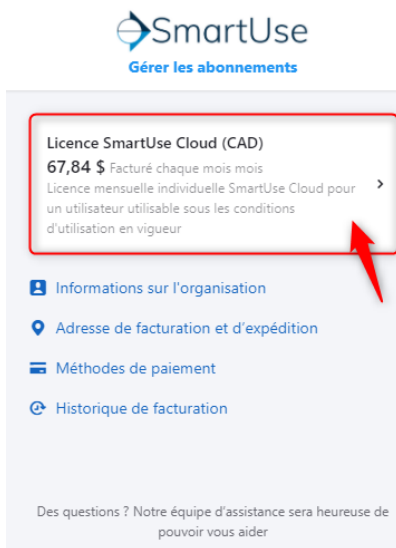 SmartUse
Gérer les abonnements
Licence SmartUse Cloud (CAD)
67,84 $ Facturé chaque mois mois
Licence mensuelle individuelle SmartUse Cloud pour
un utilisateur utilisable sous les conditions
d'utilisation en vigueur
Informations sur l'organisation
Adresse de facturation et d'expédition
Méthodes de paiement
Historique de facturation
Des questions ? Notre équipe d'assistance sera heureuse de
pouvoir vous aider